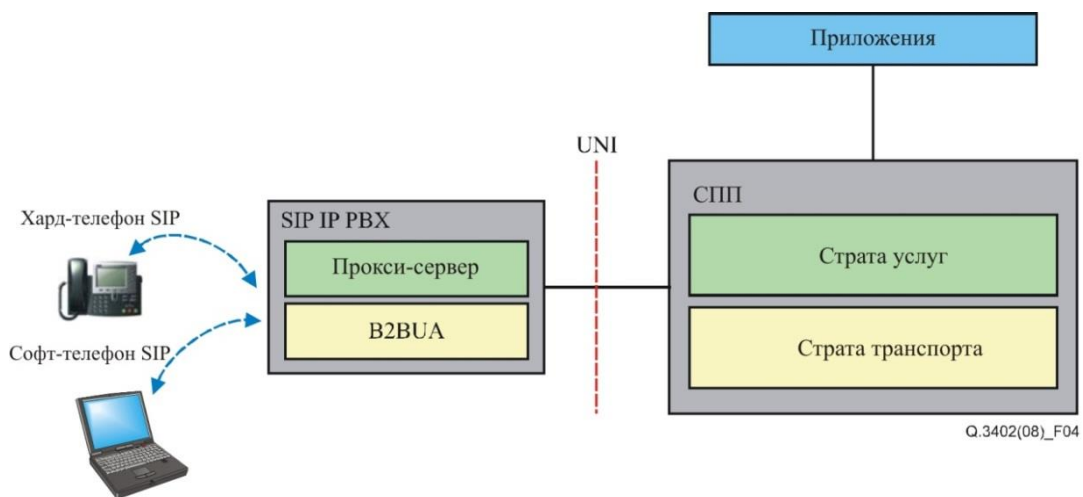 Приложения
UNI
СПП
Хард-телефон SIP
SIP IP PBX
Прокси-сервер
Страта услуг
B2BUA
Софт-телефон SIP
Страта транспорта
Q.3402(08)_F04